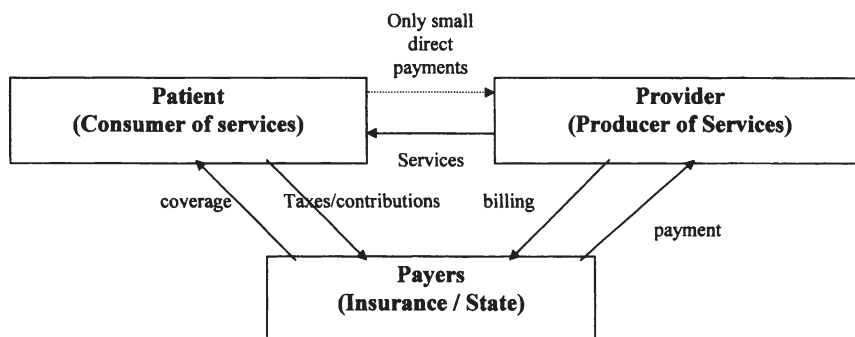 Only small
direct
payments
Patient
(Consumer of services)
Provider
(Producer of Services)
Services
coverage
Taxes/contributions
billing
payment
Payers
(Insurance / State)